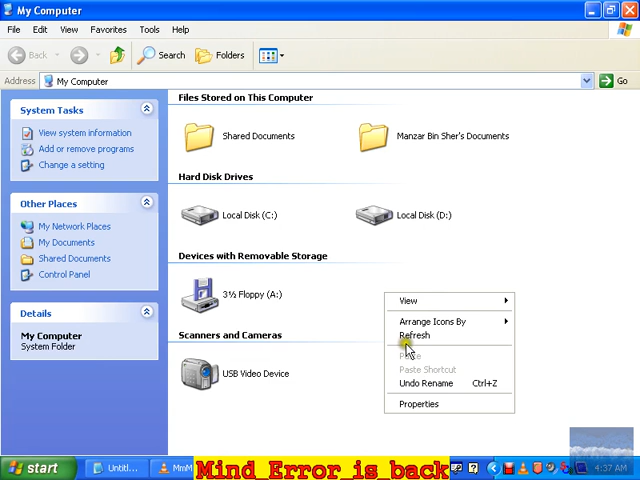 My Computer
File Edit View Favorites Tools Help
Back Search Folders
Address My Computer Go
System Tasks
View system information
Add or remove programs
Change a setting
Other Places
My Network Places
My Documents
Shared Documents
Control Panel
Details
My Computer
System Folder
Files Stored on This Computer
Shared Documents Manzar Bin Sher's Documents
Hard Disk Drives
Local Disk (C:) Local Disk (D:)
Devices with Removable Storage
3½ Floppy (A:)
Scanners and Cameras
USB Video Device
View
Arrange Icons By
Refresh
Paste
Paste Shortcut
Undo Rename Ctrl+Z
Properties
start Untitl... MmM Mind_Error_is_back 4:37 AM